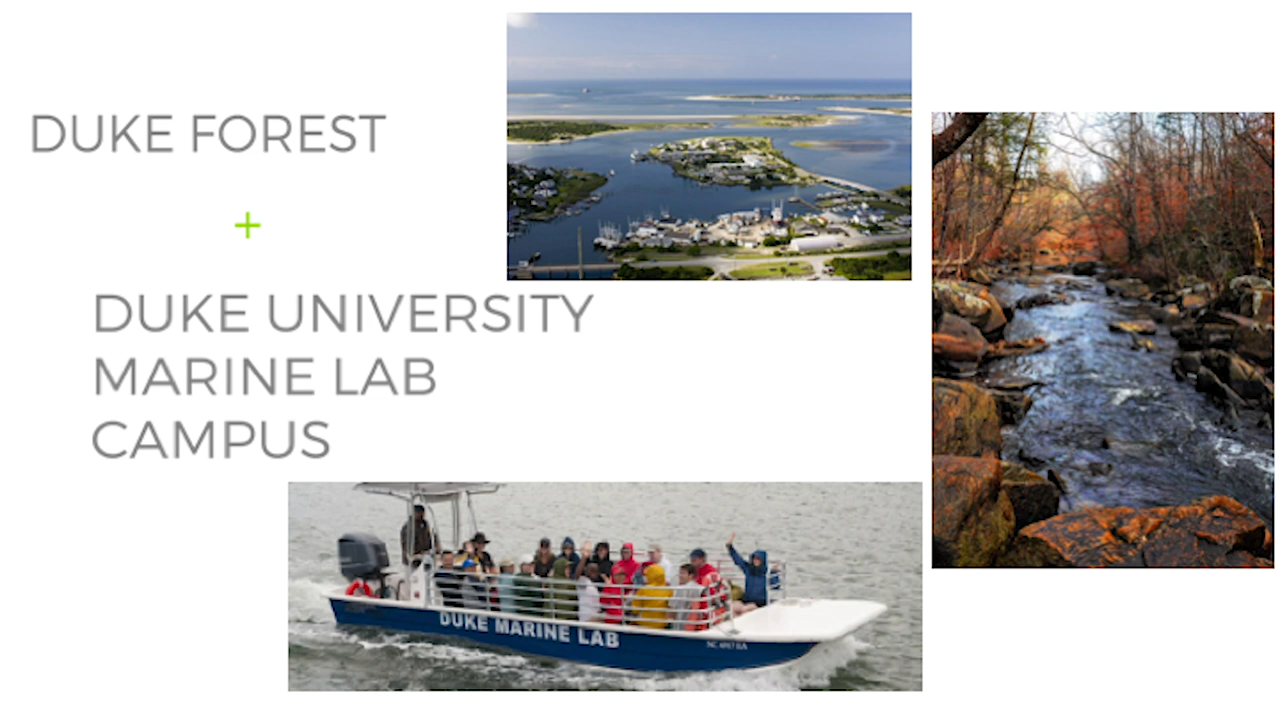 DUKE FOREST
+
DUKE UNIVERSITY
MARINE LAB
CAMPUS
DUKE MARINE LAB